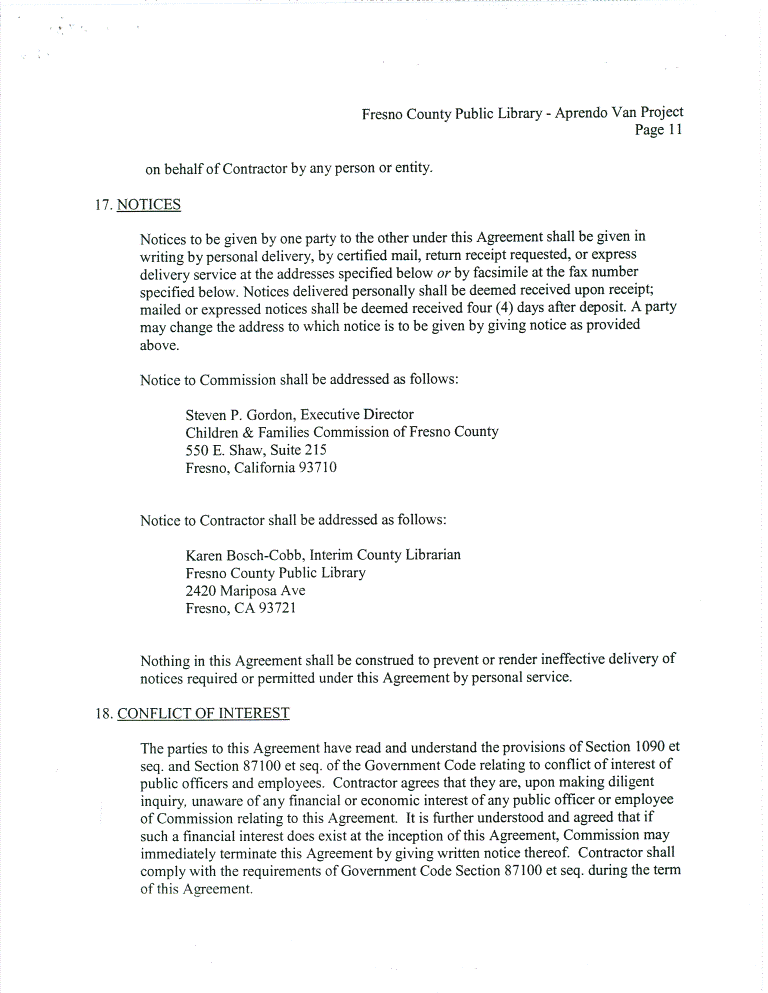 Fresno County Public Library - Aprendo Van Project
Page 11
on behalf of Contractor by any person or entity.
17. NOTICES
Notices to be given by one party to the other under this Agreement shall be given in
writing by personal delivery, by certified mail, return receipt requested, or express
delivery service at the addresses specified below or by facsimile at the fax number
specified below. Notices delivered personally shall be deemed received upon receipt;
mailed or expressed notices shall be deemed received four (4) days after deposit. A party
may change the address to which notice is to be given by giving notice as provided
above.
Notice to Commission shall be addressed as follows:
Steven P. Gordon, Executive Director
Children & Families Commission of Fresno County
550 E. Shaw, Suite 215
Fresno, California 93710
Notice to Contractor shall be addressed as follows:
Karen Bosch-Cobb, Interim County Librarian
Fresno County Public Library
2420 Mariposa Ave
Fresno, CA 93721
Nothing in this Agreement shall be construed to prevent or render ineffective delivery of
notices required or permitted under this Agreement by personal service.
18. CONFLICT OF INTEREST
The parties to this Agreement have read and understand the provisions of Section 1090 et
seq. and Section 87100 et seq. of the Government Code relating to conflict of interest of
public officers and employees. Contractor agrees that they are, upon making diligent
inquiry, unaware of any financial or economic interest of any public officer or employee
of Commission relating to this Agreement. It is further understood and agreed that if
such a financial interest does exist at the inception of this Agreement, Commission may
immediately terminate this Agreement by giving written notice thereof. Contractor shall
comply with the requirements of Government Code Section 87100 et seq. during the term
of this Agreement.